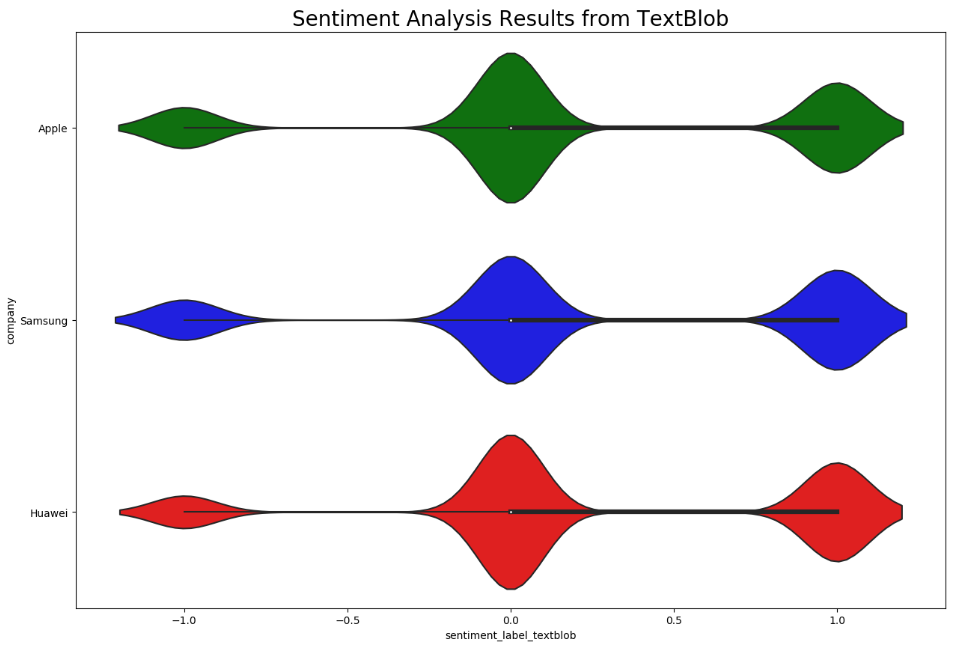 Sentiment Analysis Results from TextBlob
Apple
Samsung
Huawei
company
−1.0
−0.5
0.0
0.5
1.0
sentiment_label_textblob